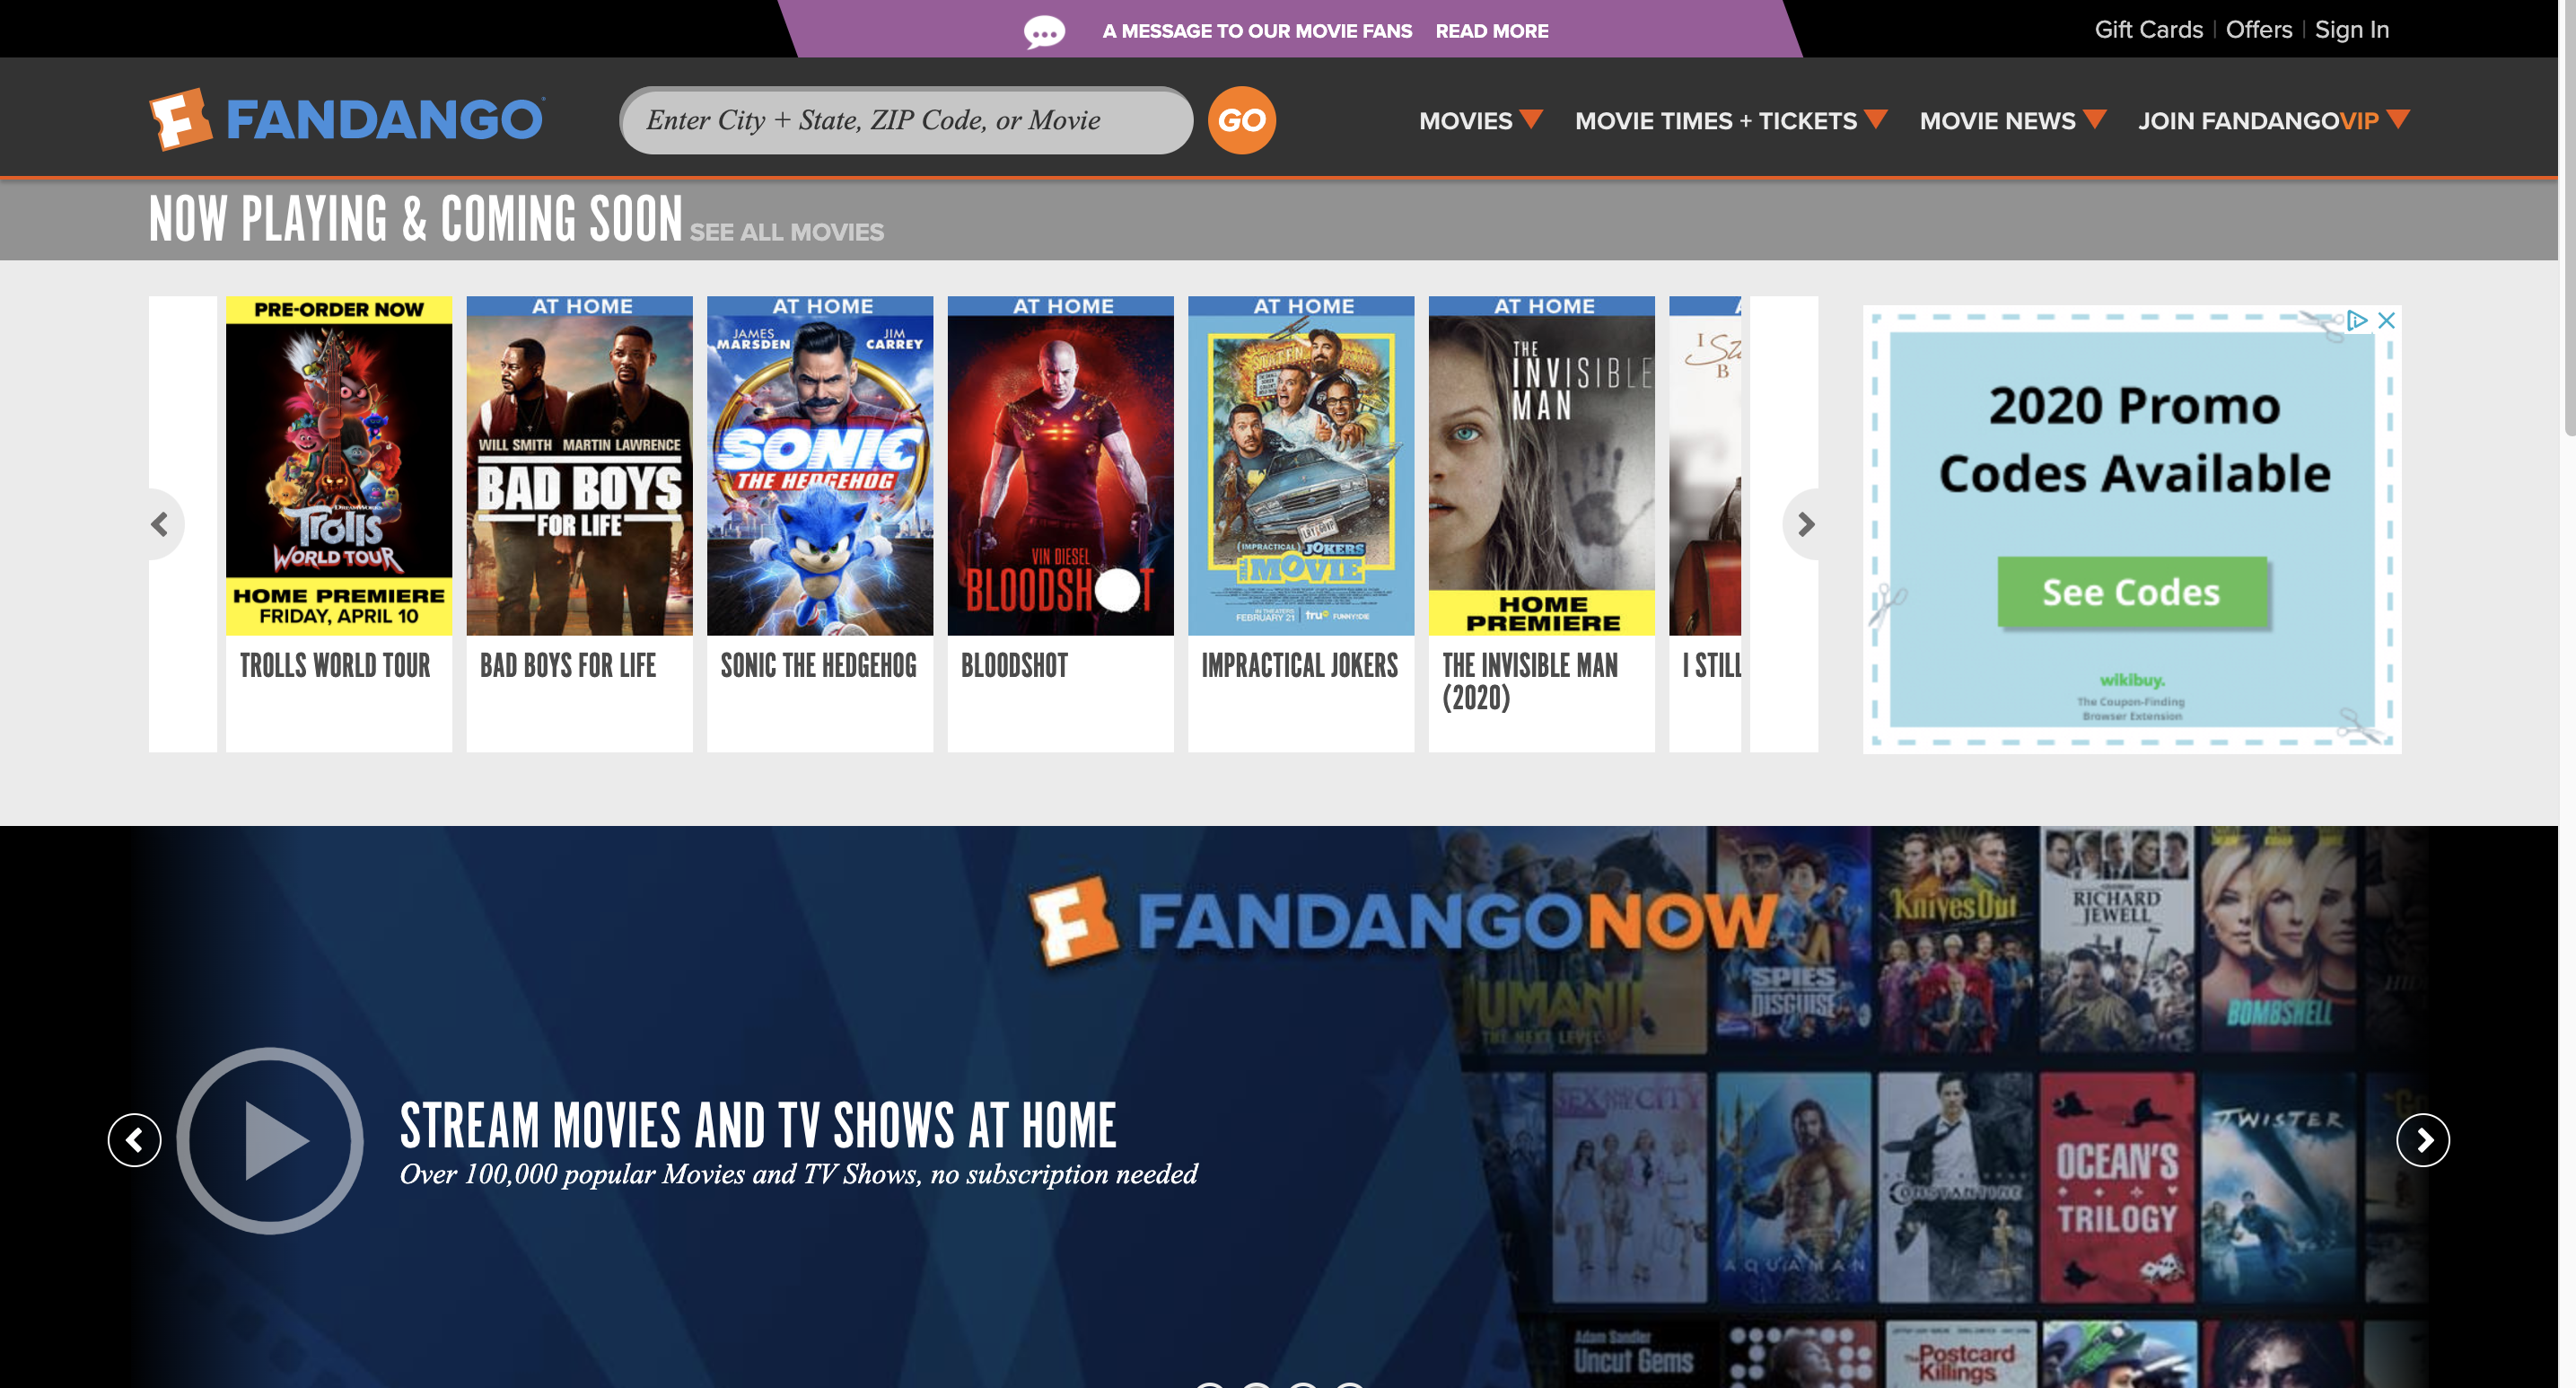 A MESSAGE TO OUR MOVIE FANS READ MORE
Gift Cards | Offers | Sign In
FANDANGO
Enter City + State, ZIP Code, or Movie
GO
MOVIES
MOVIE TIMES + TICKETS
MOVIE NEWS
JOIN FANDANGOVIP
NOW PLAYING & COMING SOON SEE ALL MOVIES
PRE-ORDER NOW
Trolls
WORLD TOUR
HOME PREMIERE
FRIDAY, APRIL 10
TROLLS WORLD TOUR
AT HOME
WILL SMITH MARTIN LAWRENCE
BAD BOYS
FOR LIFE
BAD BOYS FOR LIFE
AT HOME
JAMES MARSDEN
JIM CARREY
SONIC
THE HEDGEHOG
SONIC THE HEDGEHOG
AT HOME
VIN DIESEL
BLOODSHOT
BLOODSHOT
AT HOME
(IMPRACTICAL) JOKERS
THE MOVIE
IN THEATERS
FEBRUARY 21
truTV
FUNNY OR DIE
IMPRACTICAL JOKERS
AT HOME
THE
INVISIBLE
MAN
HOME
PREMIERE
THE INVISIBLE MAN
(2020)
I STILL
2020 Promo
Codes Available
See Codes
wikibuy.
The Coupon-Finding
Browser Extension
FANDANGONOW
STREAM MOVIES AND TV SHOWS AT HOME
Over 100,000 popular Movies and TV Shows, no subscription needed
JUMANJI
THE NEXT LEVEL
SPIES
DISGUISE
Knives Out
RICHARD
JEWELL
BOMBSHELL
SEX AND THE CITY
AQUAMAN
CONSTANTINE
OCEAN'S
TRILOGY
TWISTER
Adam Sandler
Uncut Gems
The Postcard
Killings